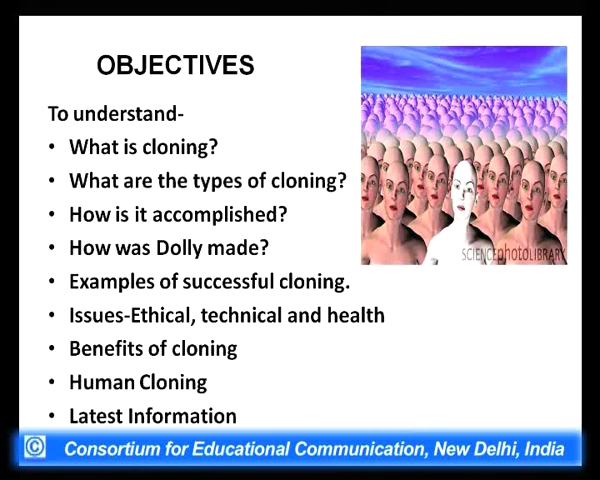 OBJECTIVES
To understand-
• What is cloning?
• What are the types of cloning?
• How is it accomplished?
• How was Dolly made?
• Examples of successful cloning.
• Issues-Ethical, technical and health
• Benefits of cloning
• Human Cloning
• Latest Information
SCIENCEphotoLIBRARY
© Consortium for Educational Communication, New Delhi, India